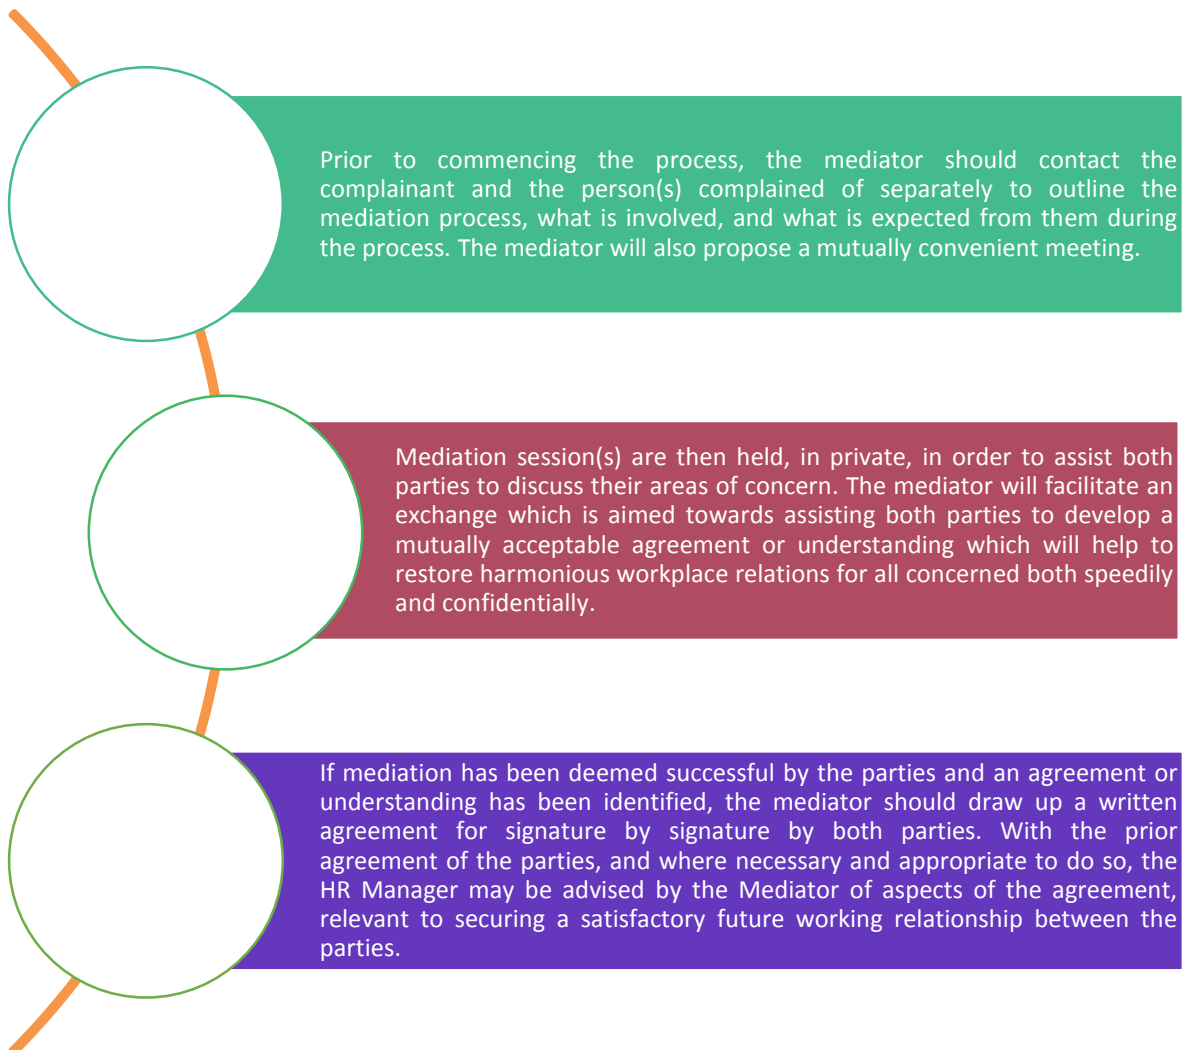 Prior to commencing the process, the mediator should contact the
complainant and the person(s) complained of separately to outline the
mediation process, what is involved, and what is expected from them during
the process. The mediator will also propose a mutually convenient meeting.
Mediation session(s) are then held, in private, in order to assist both
parties to discuss their areas of concern. The mediator will facilitate an
exchange which is aimed towards assisting both parties to develop a
mutually acceptable agreement or understanding which will help to
restore harmonious workplace relations for all concerned both speedily
and confidentially.
If mediation has been deemed successful by the parties and an agreement or
understanding has been identified, the mediator should draw up a written
agreement for signature by signature by both parties. With the prior
agreement of the parties, and where necessary and appropriate to do so, the
HR Manager may be advised by the Mediator of aspects of the agreement,
relevant to securing a satisfactory future working relationship between the
parties.